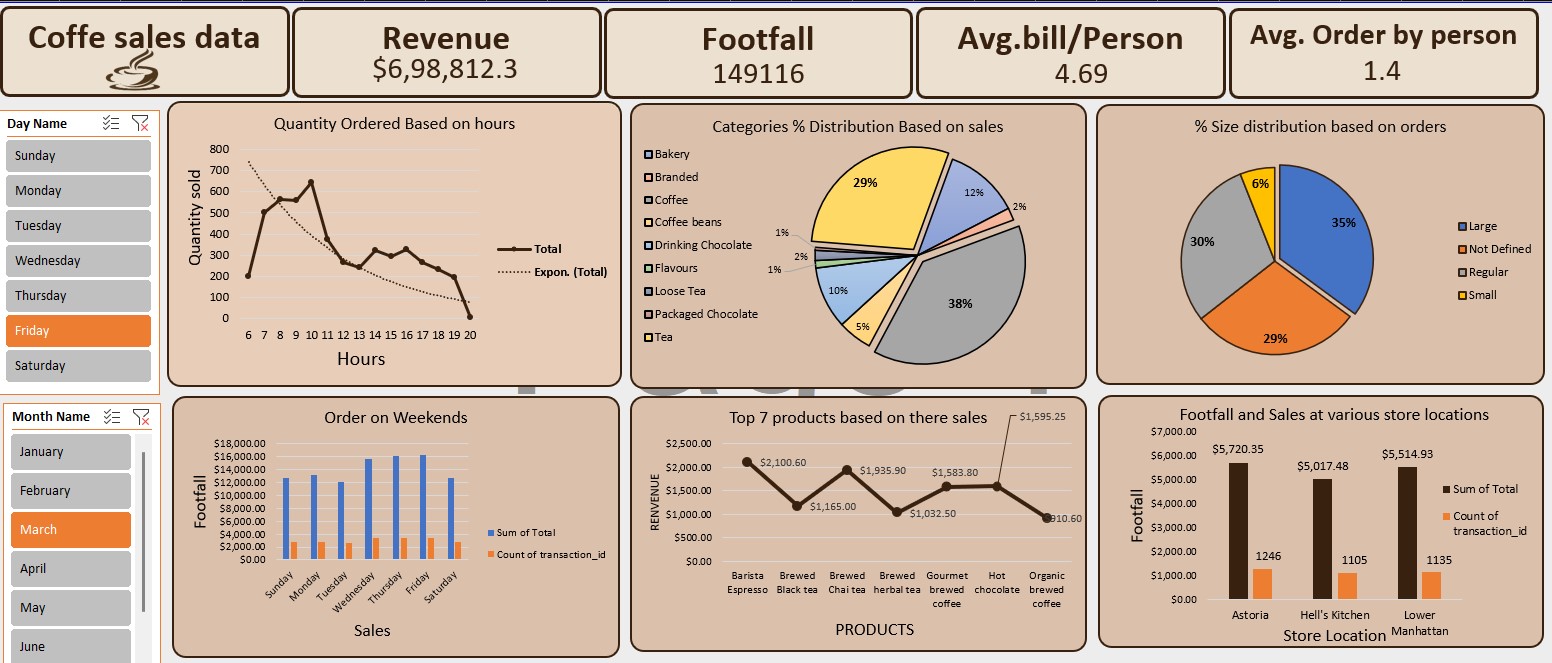 Coffe sales data
Revenue
$6,98,812.3
Footfall
149116
Avg.bill/Person
4.69
Avg. Order by person
1.4
Day Name
Sunday
Monday
Tuesday
Wednesday
Thursday
Friday
Saturday
Quantity Ordered Based on hours
Quantity sold
800
700
600
500
400
300
200
100
0
6 7 8 9 10 11 12 13 14 15 16 17 18 19 20
Hours
Total
Expon. (Total)
Categories % Distribution Based on sales
Bakery
Branded
Coffee
Coffee beans
Drinking Chocolate
Flavours
Loose Tea
Packaged Chocolate
Tea
29%
12%
2%
38%
5%
10%
1%
2%
1%
% Size distribution based on orders
6%
35%
30%
29%
Large
Not Defined
Regular
Small
Month Name
January
February
March
April
May
June
Order on Weekends
Footfall
$18,000.00
$16,000.00
$14,000.00
$12,000.00
$10,000.00
$8,000.00
$6,000.00
$4,000.00
$2,000.00
$0.00
Sunday
Monday
Tuesday
Wednesday
Thursday
Friday
Saturday
Sales
Sum of Total
Count of transaction_id
Top 7 products based on there sales
RENVENUE
$2,500.00
$2,000.00
$1,500.00
$1,000.00
$500.00
$0.00
$2,100.60
$1,165.00
$1,935.90
$1,032.50
$1,583.80
$1,595.25
910.60
Barista
Espresso
Brewed
Black tea
Brewed
Chai tea
Brewed
herbal tea
Gourmet
brewed
coffee
Hot
chocolate
Organic
brewed
coffee
PRODUCTS
Footfall and Sales at various store locations
Footfall
$7,000.00
$6,000.00
$5,000.00
$4,000.00
$3,000.00
$2,000.00
$1,000.00
$0.00
$5,720.35
$5,017.48
$5,514.93
1246
1105
1135
Astoria
Hell's Kitchen
Lower
Manhattan
Store Location
Sum of Total
Count of
transaction_id